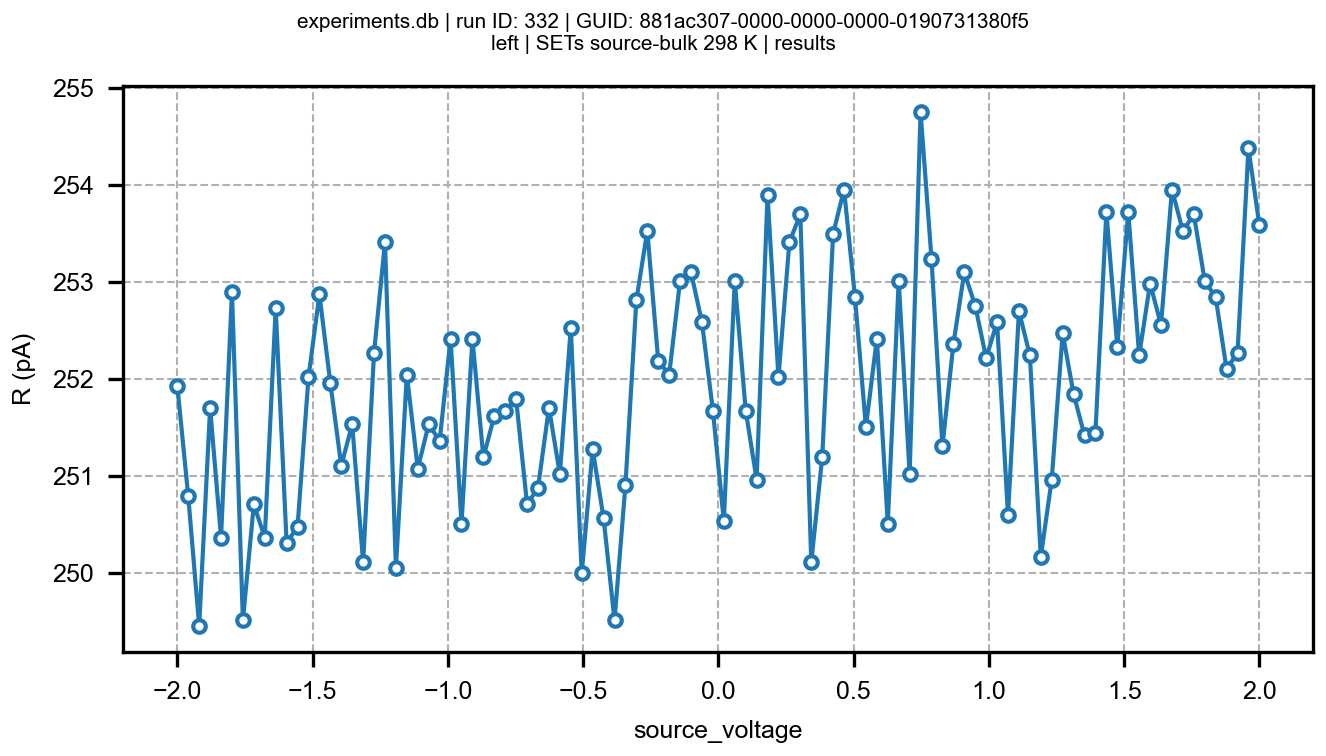 experiments.db | run ID: 332 | GUID: 881ac307-0000-0000-0000-0190731380f5
left | SETs source-bulk 298 K | results
255
254
253
252
251
250
R (pA)
−2.0 −1.5 −1.0 −0.5 0.0 0.5 1.0 1.5 2.0
source_voltage